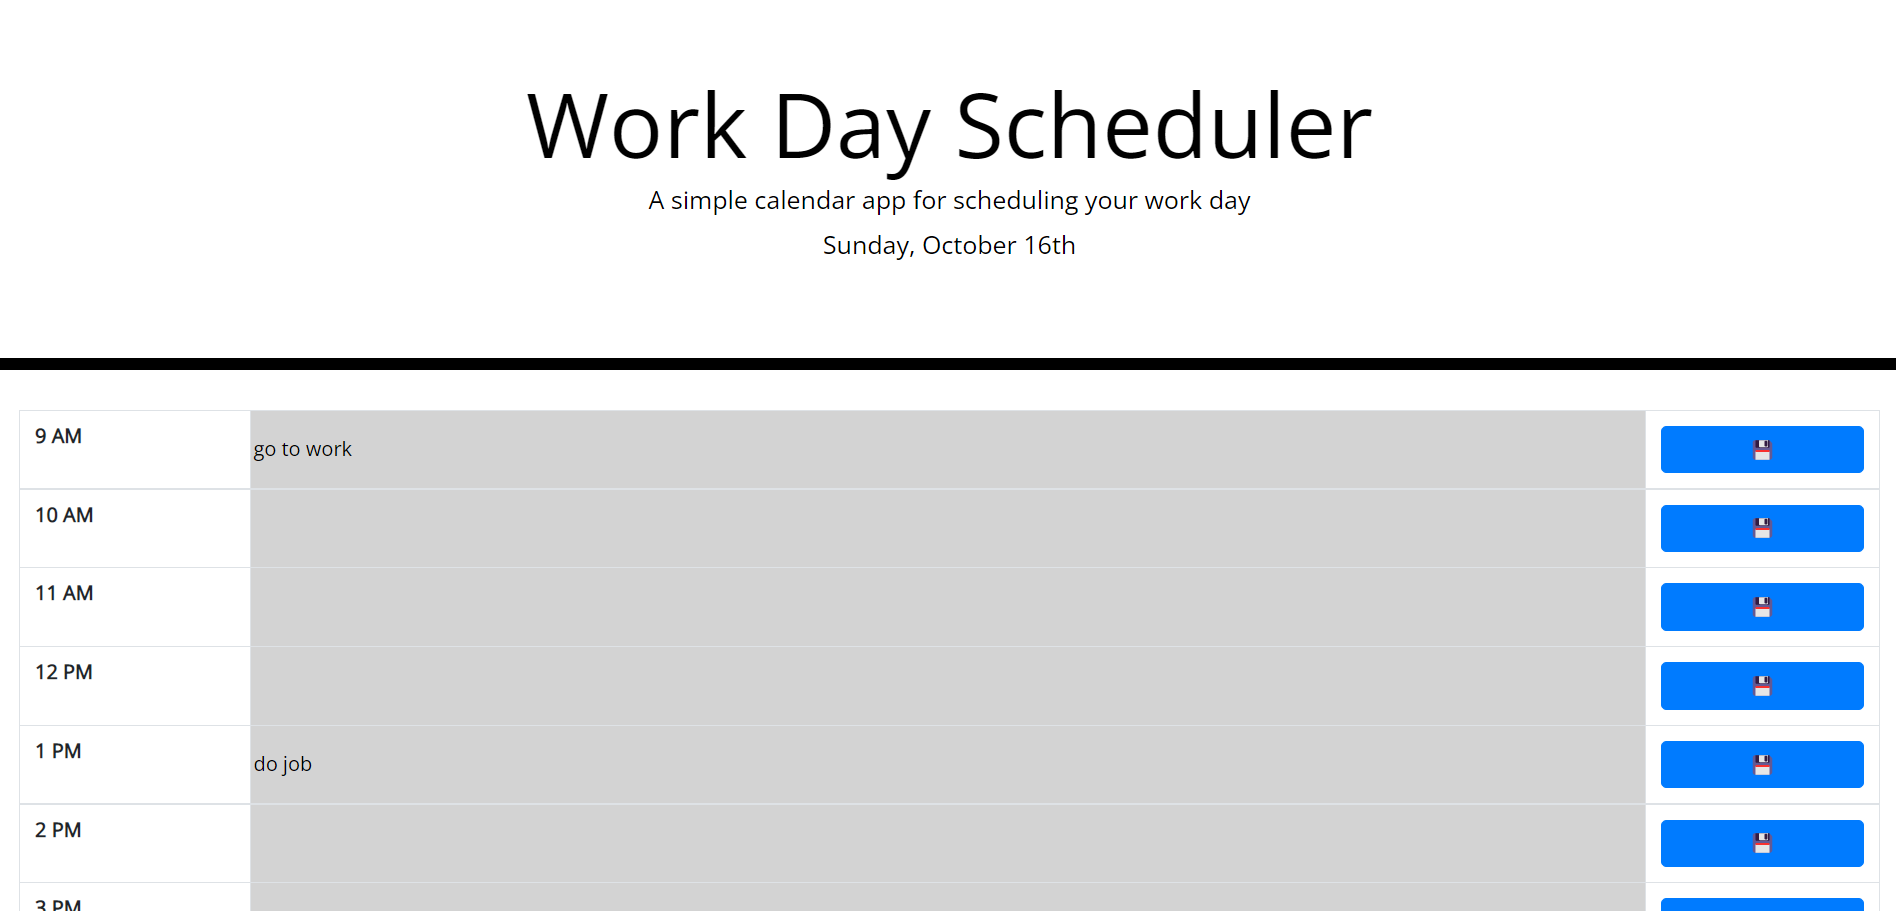 Work Day Scheduler
A simple calendar app for scheduling your work day
Sunday, October 16th
9 AM
go to work
10 AM
11 AM
12 PM
1 PM
do job
2 PM
3 PM